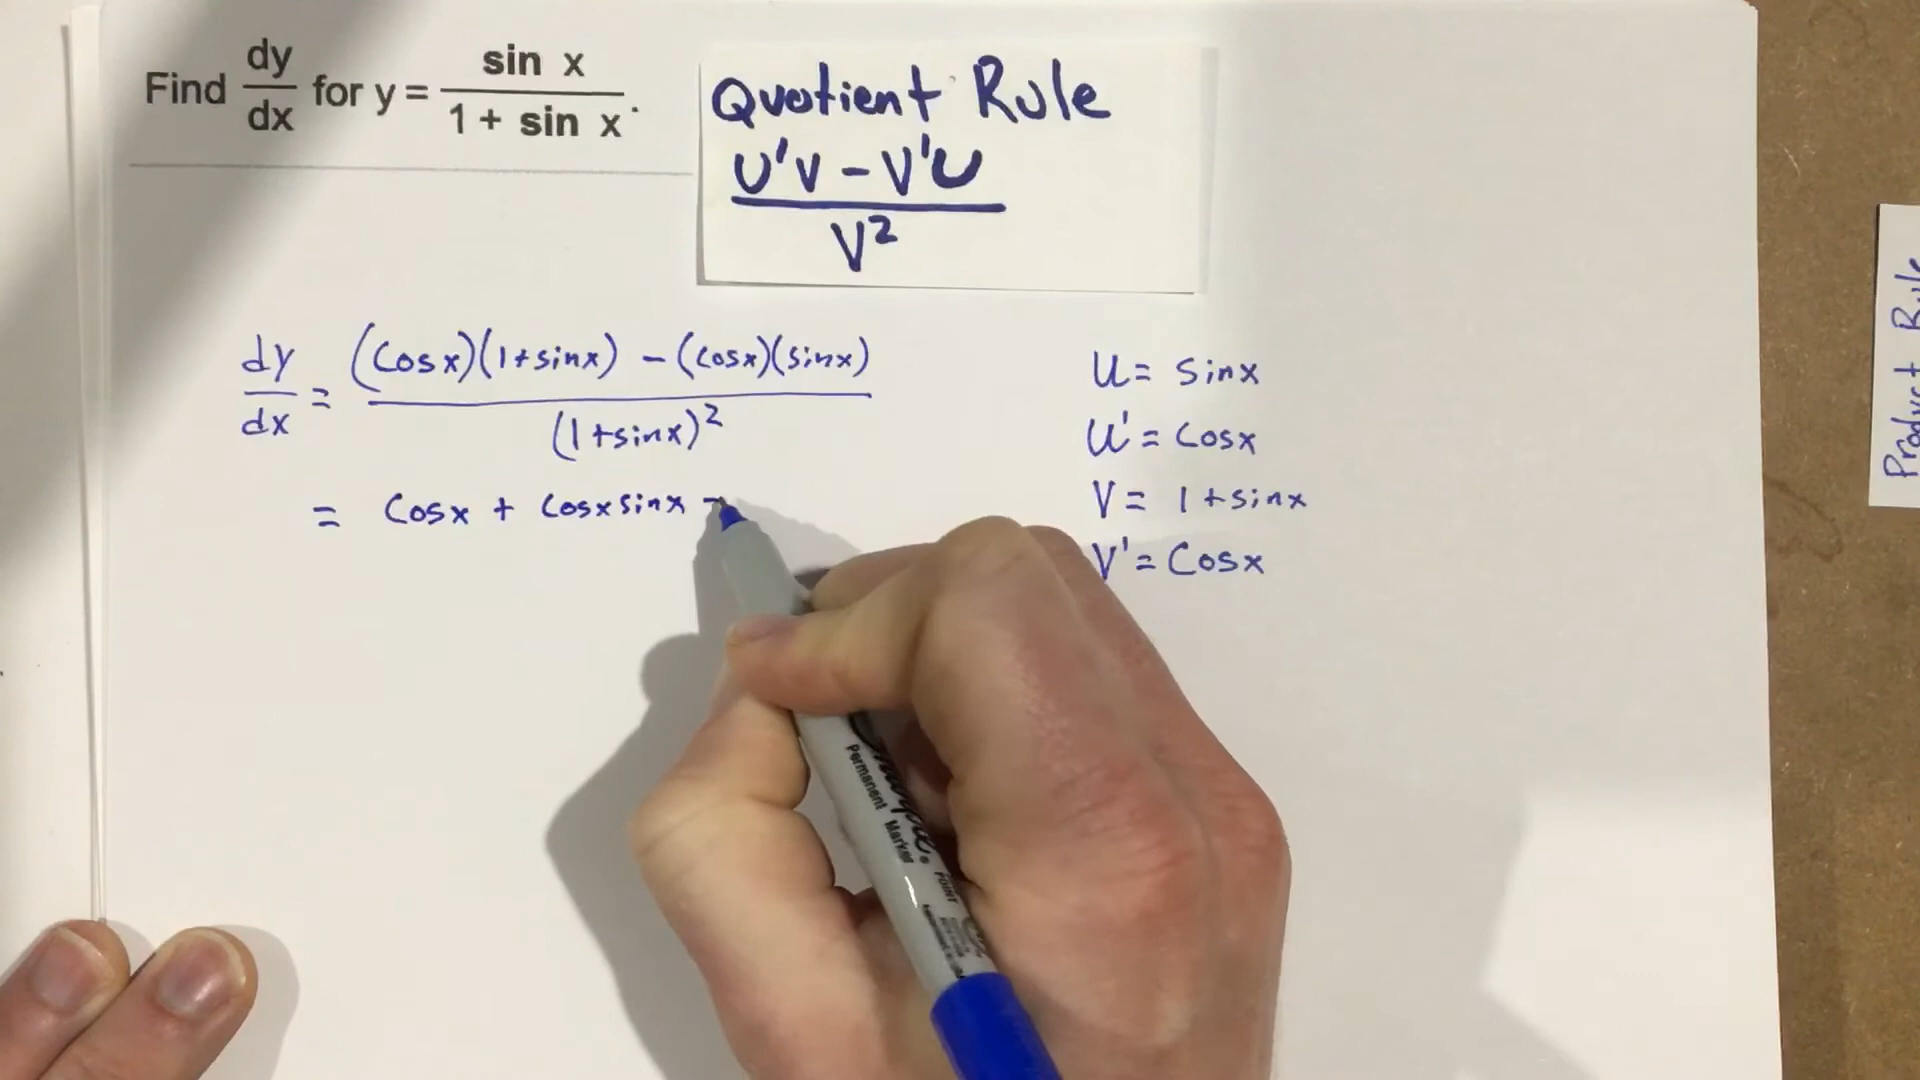 Find dy/dx for y = sin x / 1 + sin x.
Quotient Rule
U'V - V'U
V²
dy/dx = (Cosx)(1+sinx) - (cosx)(sinx)
(1+sinx)²
= Cosx + Cosxsinx -
U = sinx
U' = Cosx
V = 1+sinx
V' = Cosx
Permanent Marker
Product Rule